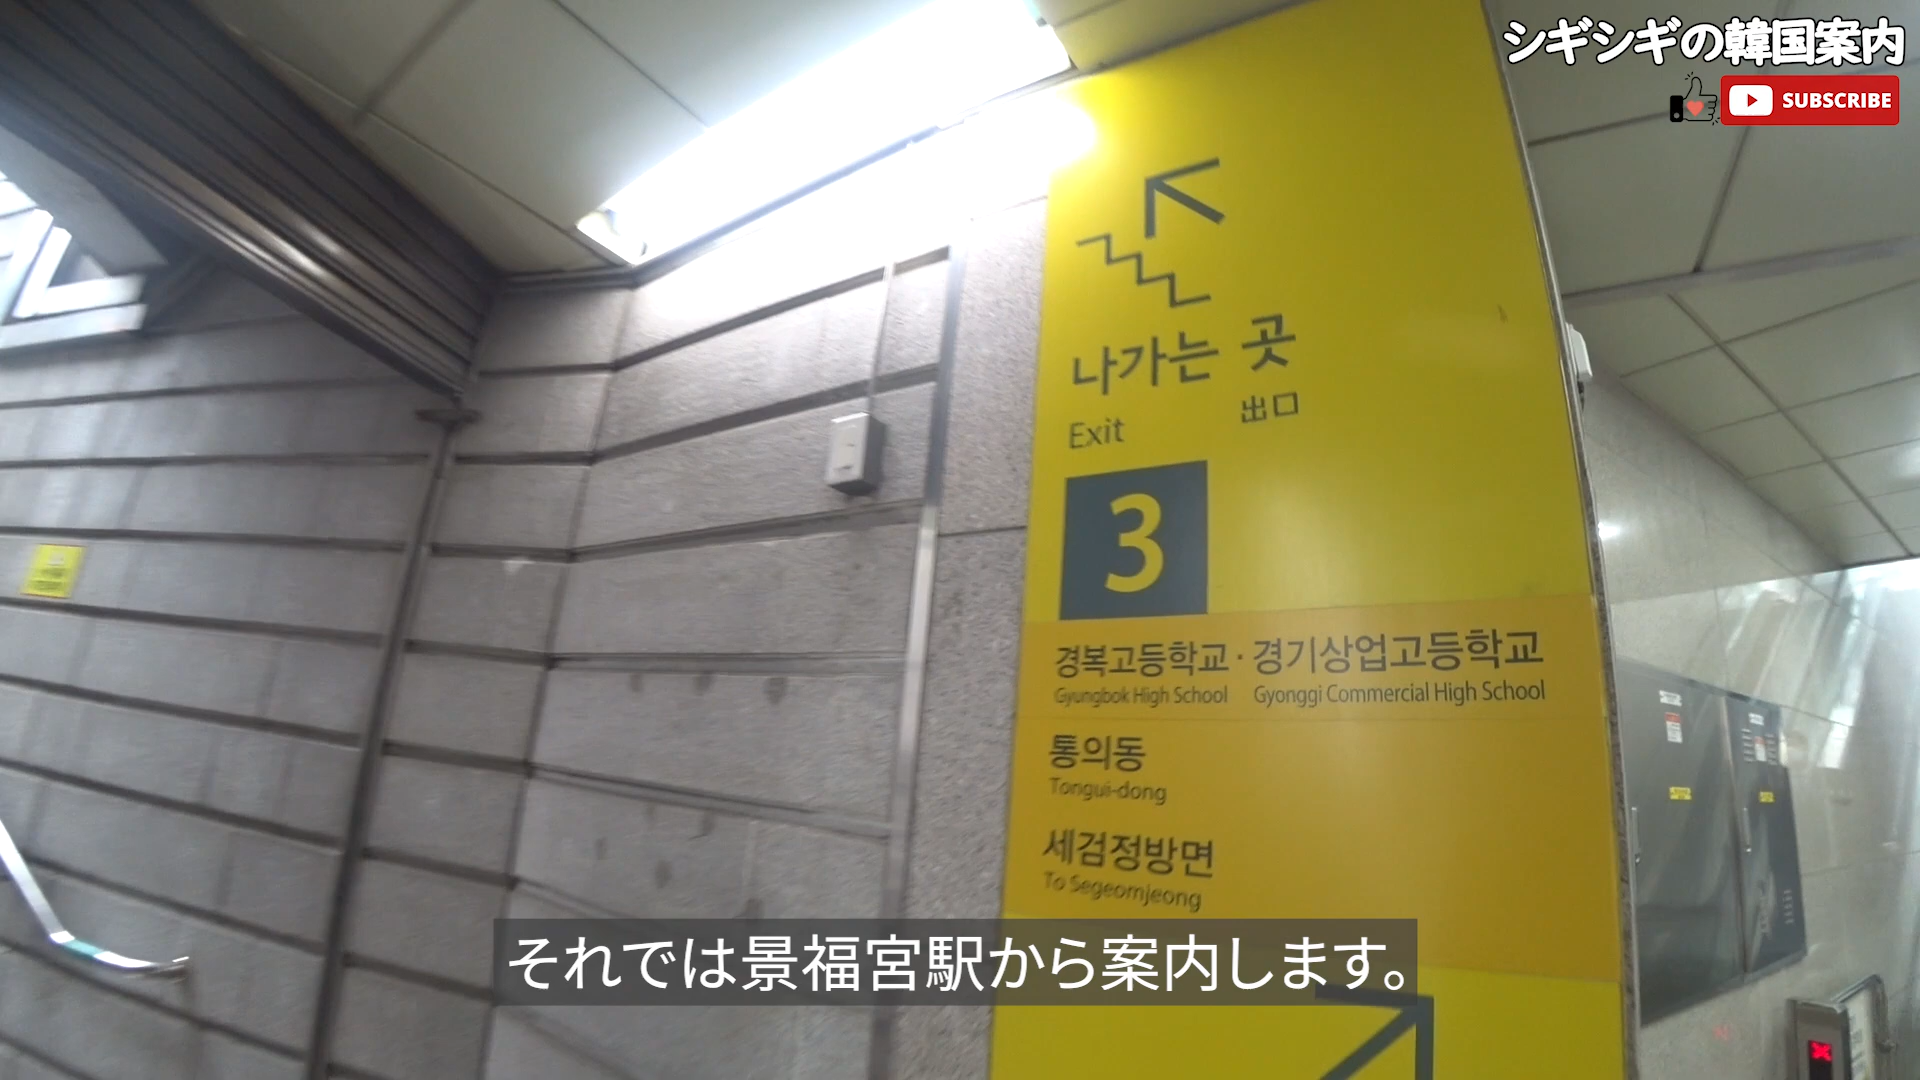 シギシギの韓国案内
SUBSCRIBE
나가는 곳
Exit 出口
3
경복고등학교 · 경기상업고등학교
Gyungbok High School Gyonggi Commercial High School
통의동
Tongui-dong
세검정방면
To Segeomjeong
それでは景福宮駅から案内します。